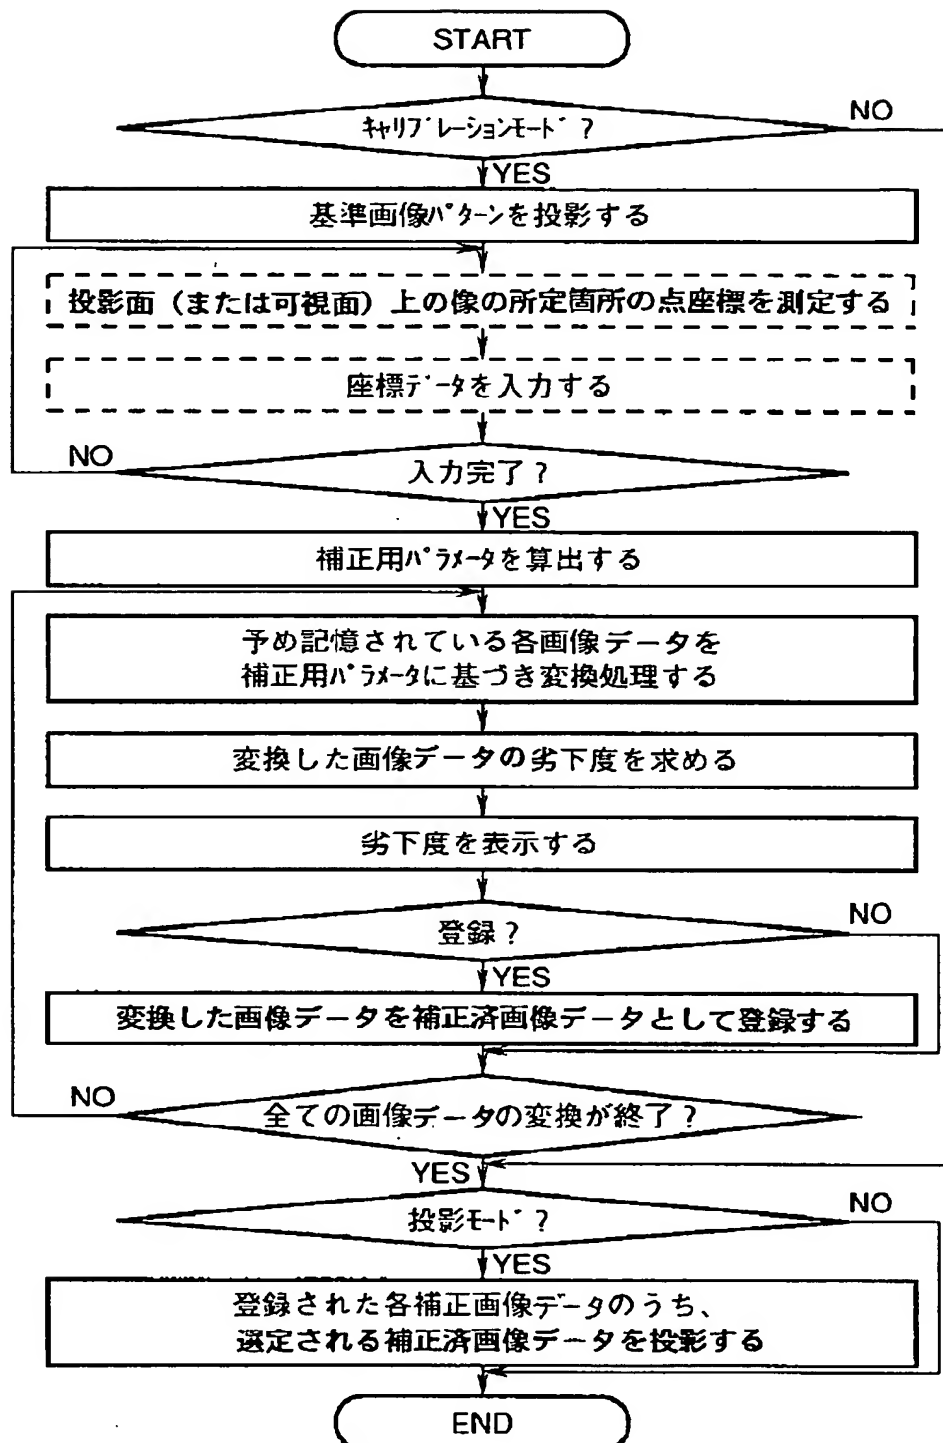 START
キャリブレーションモード?
NO
YES
基準画像パターンを投影する
投影面(または可視面)上の像の所定箇所の点座標を測定する
座標データを入力する
NO
入力完了?
YES
補正用パラメータを算出する
予め記憶されている各画像データを
補正用パラメータに基づき変換処理する
変換した画像データの劣下度を求める
劣下度を表示する
登録?
NO
YES
変換した画像データを補正済画像データとして登録する
NO
全ての画像データの変換が終了?
YES
投影モード?
NO
YES
登録された各補正画像データのうち、
選定される補正済画像データを投影する
END